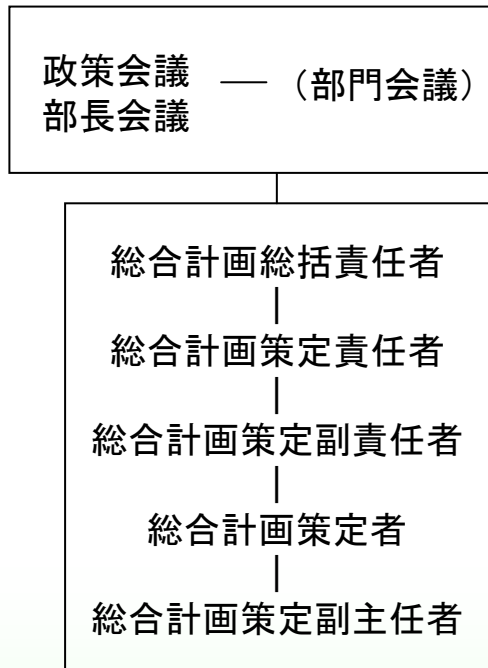 政策会議 ― （部門会議）
部長会議
総合計画総括責任者
総合計画策定責任者
総合計画策定副責任者
総合計画策定者
総合計画策定副主任者